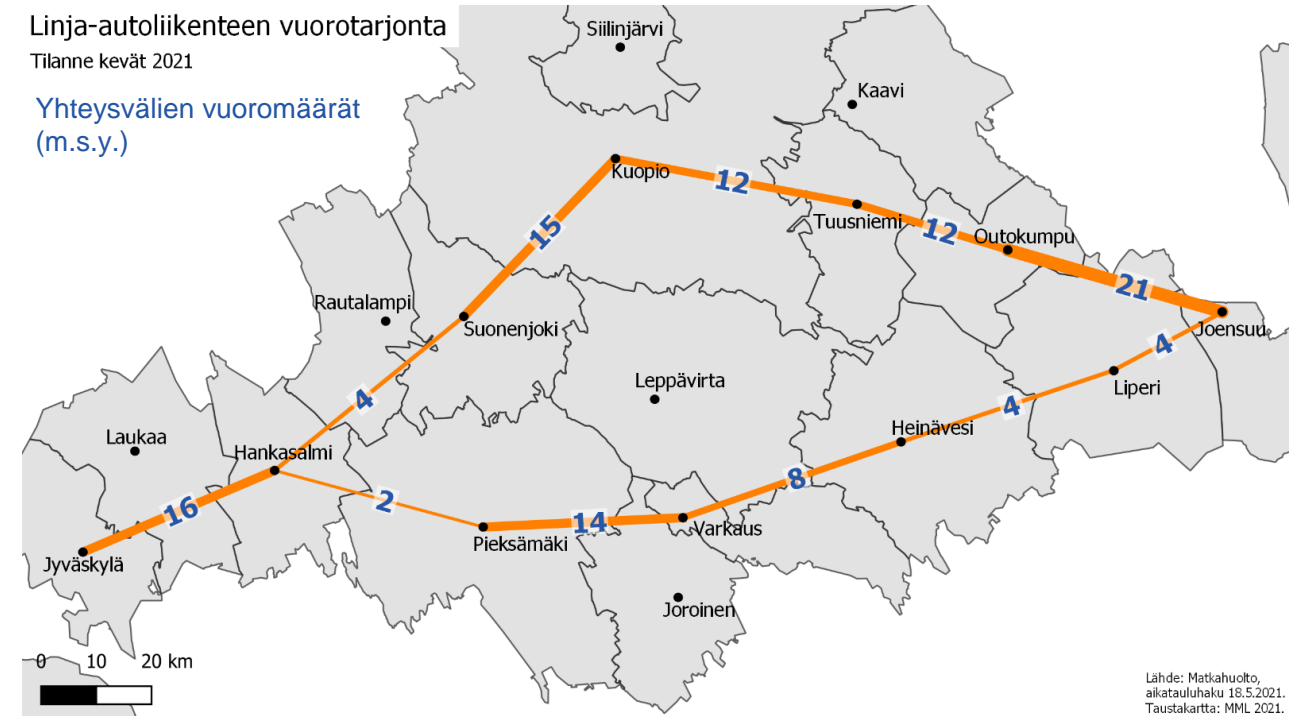 Linja-autoliikenteen vuorotarjonta
Tilanne kevät 2021
Yhteysvälien vuoromäärät
(m.s.y.)
Siilinjärvi
Kaavi
Kuopio
12
Tuusniemi
12
Outokumpu
15
21
Rautalampi
Suonenjoki
Joensuu
4
Leppävirta
Liperi
4
4
Laukaa
Hankasalmi
Heinävesi
8
16
2
14
Varkaus
Pieksämäki
Jyväskylä
Joroinen
0 10 20 km
Lähde: Matkahuolto,
aikatauluhaku 18.5.2021.
Taustakartta: MML 2021.